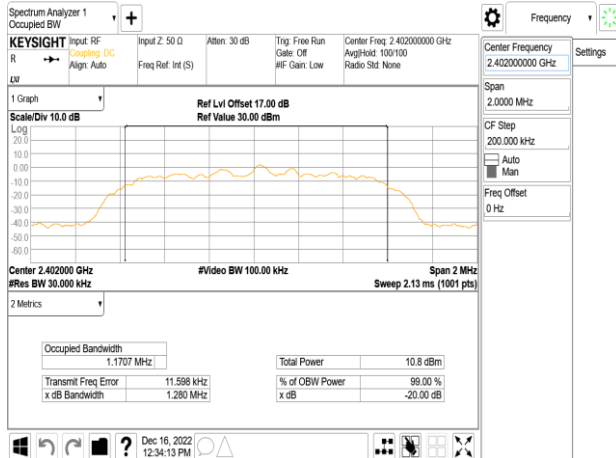 Spectrum Analyzer 1
Occupied BW
▼
+
Frequency ▼
KEYSIGHT
R
LXI
Input: RF
Coupling: DC
Align: Auto
Input Z: 50 Ω
Freq Ref: Int (S)
Atten: 30 dB
Trig: Free Run
Gate: Off
#IF Gain: Low
Center Freq: 2.402000000 GHz
Avg|Hold: 100/100
Radio Std: None
Center Frequency
2.402000000 GHz
Settings
Span
2.0000 MHz
CF Step
200.000 kHz
Auto
Man
Freq Offset
0 Hz
1 Graph ▼
Scale/Div 10.0 dB
Ref Lvl Offset 17.00 dB
Ref Value 30.00 dBm
Log
20.0
10.0
0.00
-10.0
-20.0
-30.0
-40.0
-50.0
-60.0
Center 2.402000 GHz
#Res BW 30.000 kHz
#Video BW 100.00 kHz
Span 2 MHz
Sweep 2.13 ms (1001 pts)
2 Metrics ▼
Occupied Bandwidth
1.1707 MHz
Total Power 10.8 dBm
Transmit Freq Error 11.598 kHz
% of OBW Power 99.00 %
x dB Bandwidth 1.280 MHz
x dB -20.00 dB
?
Dec 16, 2022
12:34:13 PM